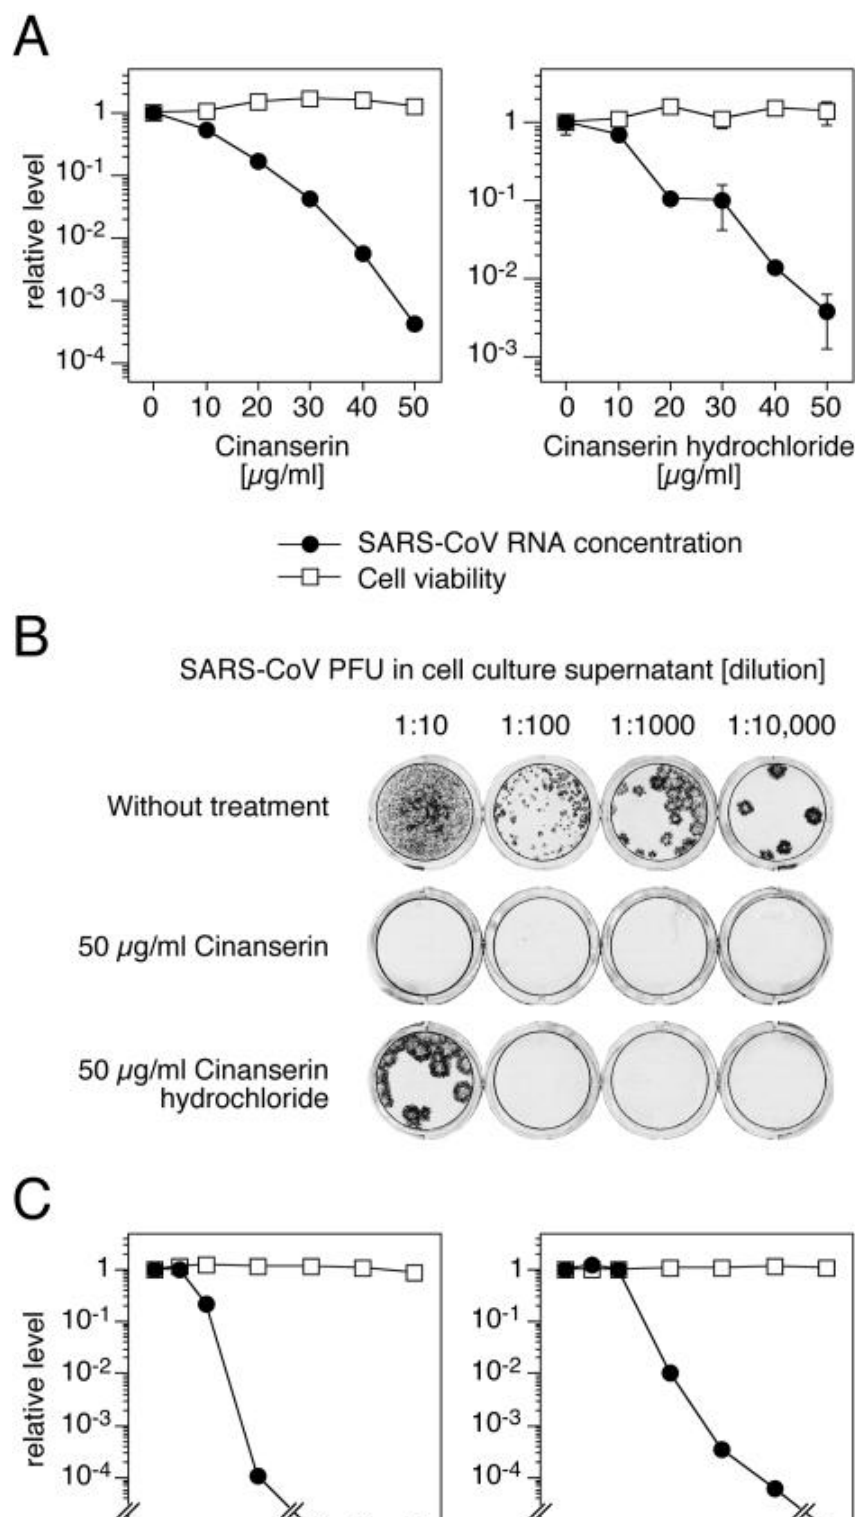 A
relative level
1
10-1
10-2
10-3
10-4
0 10 20 30 40 50
Cinanserin
[µg/ml]
1
10-1
10-2
10-3
0 10 20 30 40 50
Cinanserin hydrochloride
[µg/ml]
SARS-CoV RNA concentration
Cell viability
B
SARS-CoV PFU in cell culture supernatant [dilution]
1:10 1:100 1:1000 1:10,000
Without treatment
50 µg/ml Cinanserin
50 µg/ml Cinanserin
hydrochloride
C
relative level
1
10-1
10-2
10-3
10-4
1
10-1
10-2
10-3
10-4